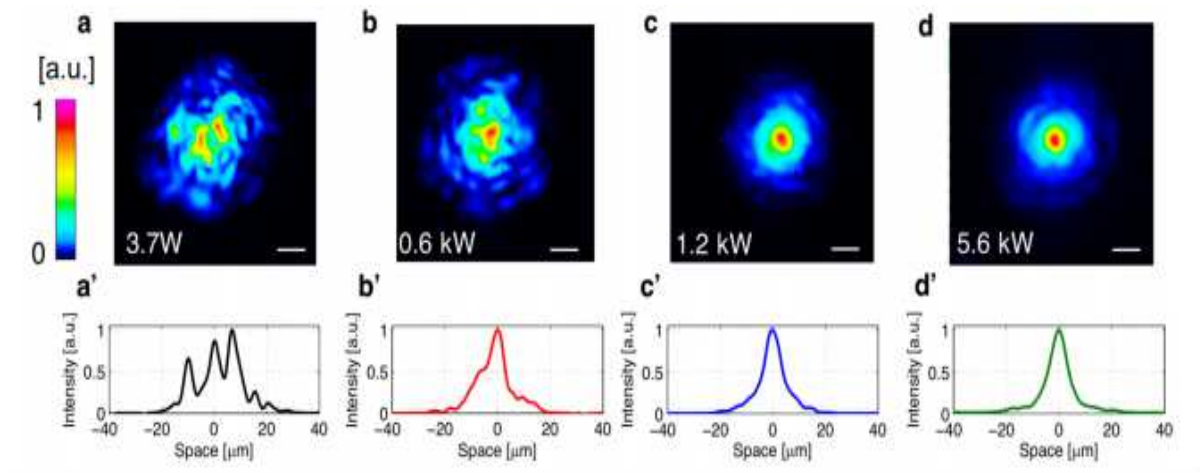 a b c d
[a.u.]
1
0
3.7W 0.6 kW 1.2 kW 5.6 kW
a’ b' c’ d’
Intensity [a.u.] Intensity [a.u.] Intensity [a.u.] Intensity [a.u.]
1 1 1 1
0.5 0.5 0.5 0.5
0 0 0 0
−40 −20 0 20 40 −40 −20 0 20 40 −40 −20 0 20 40 −40 −20 0 20 40
Space [μm] Space [μm] Space [μm] Space [μm]